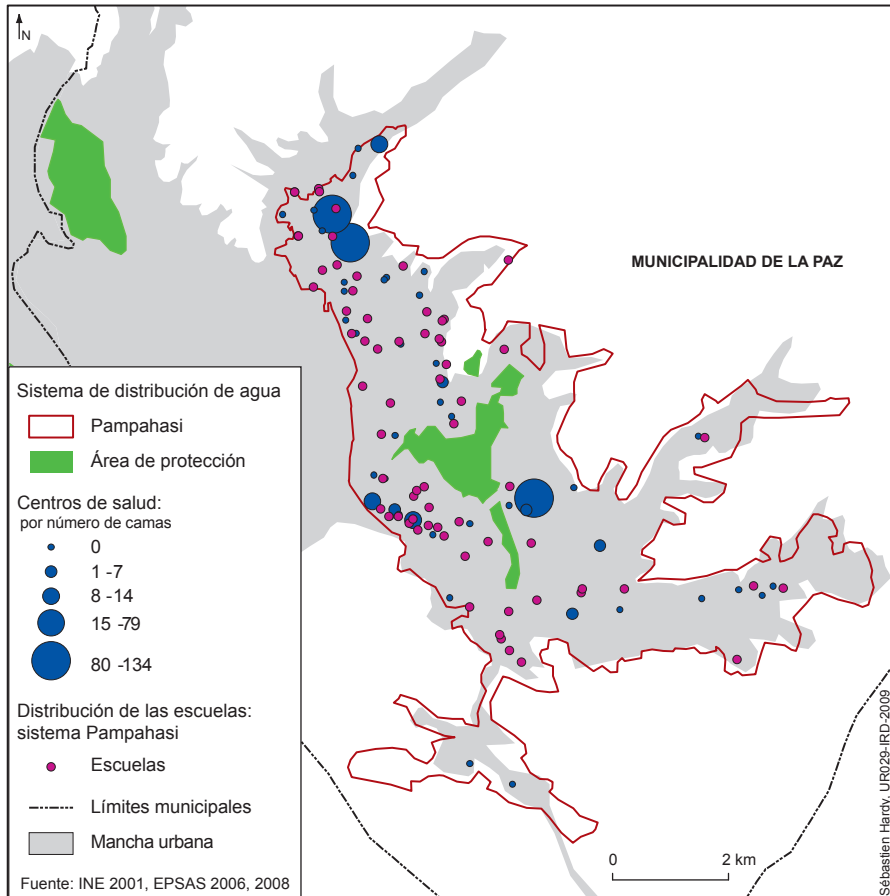 N
MUNICIPALIDAD DE LA PAZ
Sistema de distribución de agua
Pampahasi
Área de protección
Centros de salud:
por número de camas
0
1 -7
8 -14
15 -79
80 -134
Distribución de las escuelas:
sistema Pampahasi
Escuelas
Límites municipales
Mancha urbana
Fuente: INE 2001, EPSAS 2006, 2008
0 2 km
Sébastien Hardy, UR029-IRD-2009